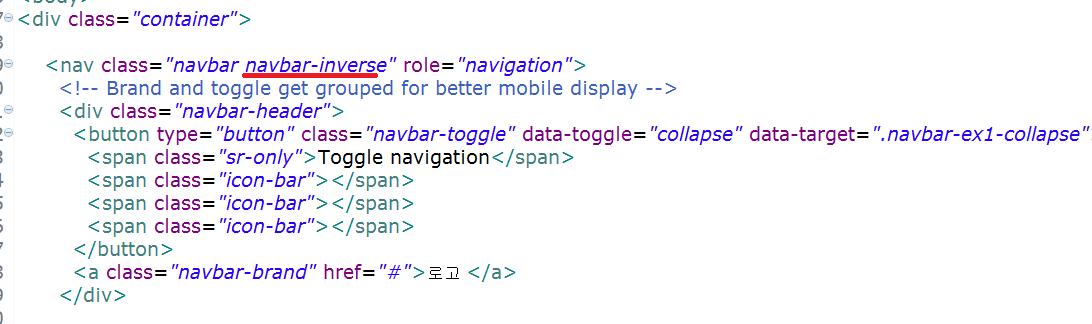 <body>
<div class="container">
<nav class="navbar navbar-inverse" role="navigation">
<!-- Brand and toggle get grouped for better mobile display -->
<div class="navbar-header">
<button type="button" class="navbar-toggle" data-toggle="collapse" data-target=".navbar-ex1-collapse"
<span class="sr-only">Toggle navigation</span>
<span class="icon-bar"></span>
<span class="icon-bar"></span>
<span class="icon-bar"></span>
</button>
<a class="navbar-brand" href="#">로고 </a>
</div>